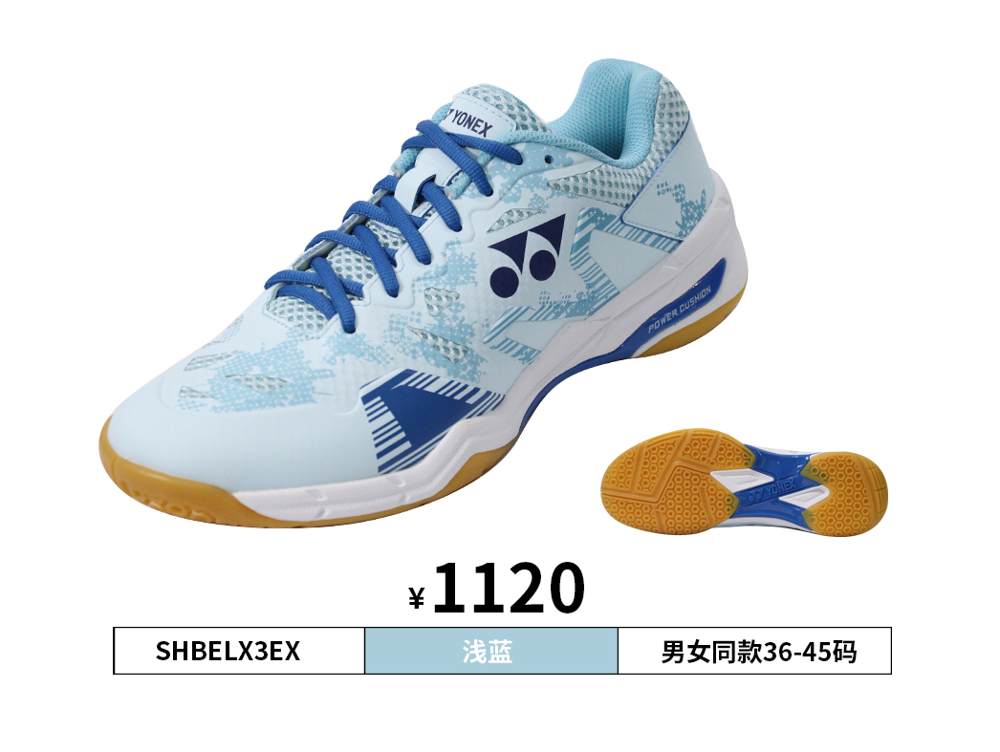 YONEX
POWER CUSHION
YONEX
¥1120
SHBELX3EX
浅蓝
男女同款36-45码